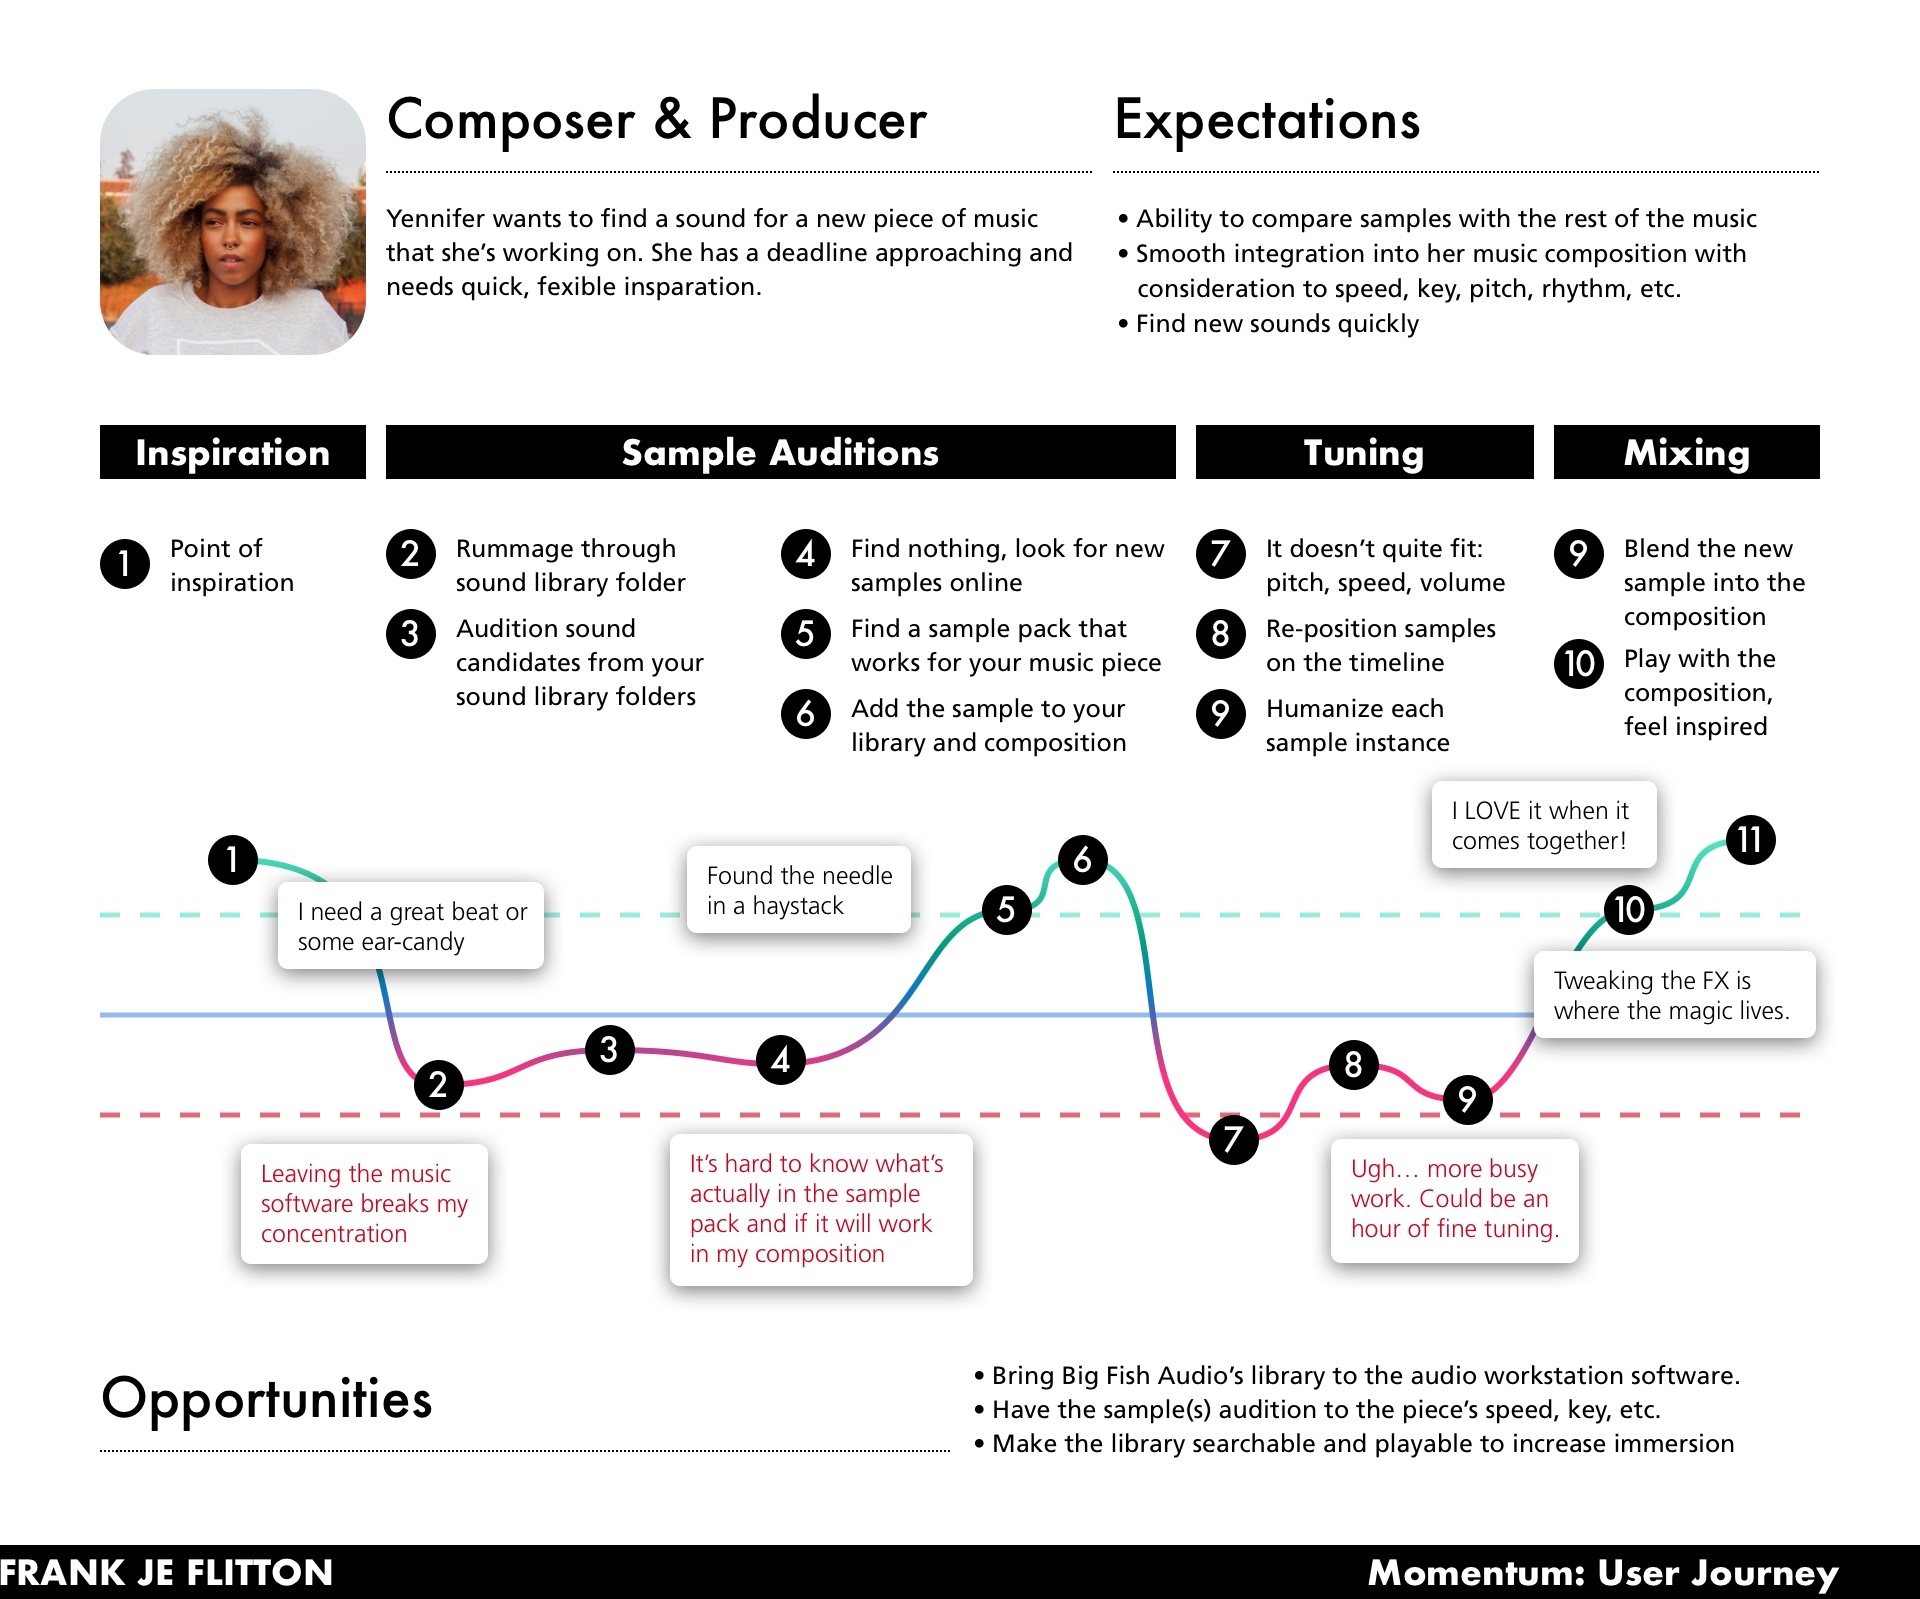 Composer & Producer
Yennifer wants to find a sound for a new piece of music
that she's working on. She has a deadline approaching and
needs quick, fexible insparation.
Expectations
• Ability to compare samples with the rest of the music
• Smooth integration into her music composition with
consideration to speed, key, pitch, rhythm, etc.
• Find new sounds quickly
Inspiration
1 Point of
inspiration
Sample Auditions
2 Rummage through
sound library folder
3 Audition sound
candidates from your
sound library folders
4 Find nothing, look for new
samples online
5 Find a sample pack that
works for your music piece
6 Add the sample to your
library and composition
Tuning
7 It doesn't quite fit:
pitch, speed, volume
8 Re-position samples
on the timeline
9 Humanize each
sample instance
Mixing
9 Blend the new
sample into the
composition
10 Play with the
composition,
feel inspired
1
I need a great beat or
some ear-candy
2
Leaving the music
software breaks my
concentration
3
4
It's hard to know what's
actually in the sample
pack and if it will work
in my composition
Found the needle
in a haystack
5
6
7
8
9
Ugh... more busy
work. Could be an
hour of fine tuning.
I LOVE it when it
comes together!
10
11
Tweaking the FX is
where the magic lives.
Opportunities
• Bring Big Fish Audio's library to the audio workstation software.
• Have the sample(s) audition to the piece's speed, key, etc.
• Make the library searchable and playable to increase immersion
FRANK JE FLITTON
Momentum: User Journey